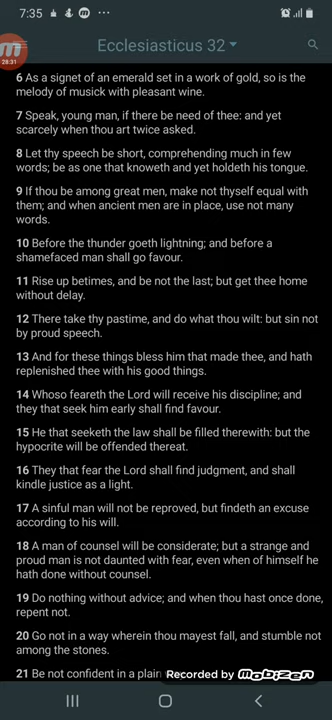 7:35
Ecclesiasticus 32
28:31
6 As a signet of an emerald set in a work of gold, so is the
melody of musick with pleasant wine.
7 Speak, young man, if there be need of thee: and yet
scarcely when thou art twice asked.
8 Let thy speech be short, comprehending much in few
words; be as one that knoweth and yet holdeth his tongue.
9 If thou be among great men, make not thyself equal with
them; and when ancient men are in place, use not many
words.
10 Before the thunder goeth lightning; and before a
shamefaced man shall go favour.
11 Rise up betimes, and be not the last; but get thee home
without delay.
12 There take thy pastime, and do what thou wilt: but sin not
by proud speech.
13 And for these things bless him that made thee, and hath
replenished thee with his good things.
14 Whoso feareth the Lord will receive his discipline; and
they that seek him early shall find favour.
15 He that seeketh the law shall be filled therewith: but the
hypocrite will be offended thereat.
16 They that fear the Lord shall find judgment, and shall
kindle justice as a light.
17 A sinful man will not be reproved, but findeth an excuse
according to his will.
18 A man of counsel will be considerate; but a strange and
proud man is not daunted with fear, even when of himself he
hath done without counsel.
19 Do nothing without advice; and when thou hast once done,
repent not.
20 Go not in a way wherein thou mayest fall, and stumble not
among the stones.
21 Be not confident in a plain
Recorded by MOBIZEN